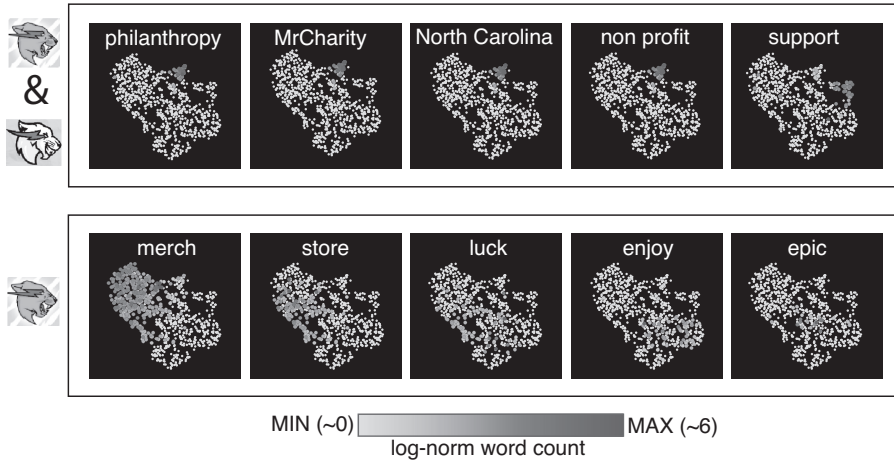 philanthropy MrCharity North Carolina non profit support
&
merch store luck enjoy epic
MIN (~0) MAX (~6)
log-norm word count